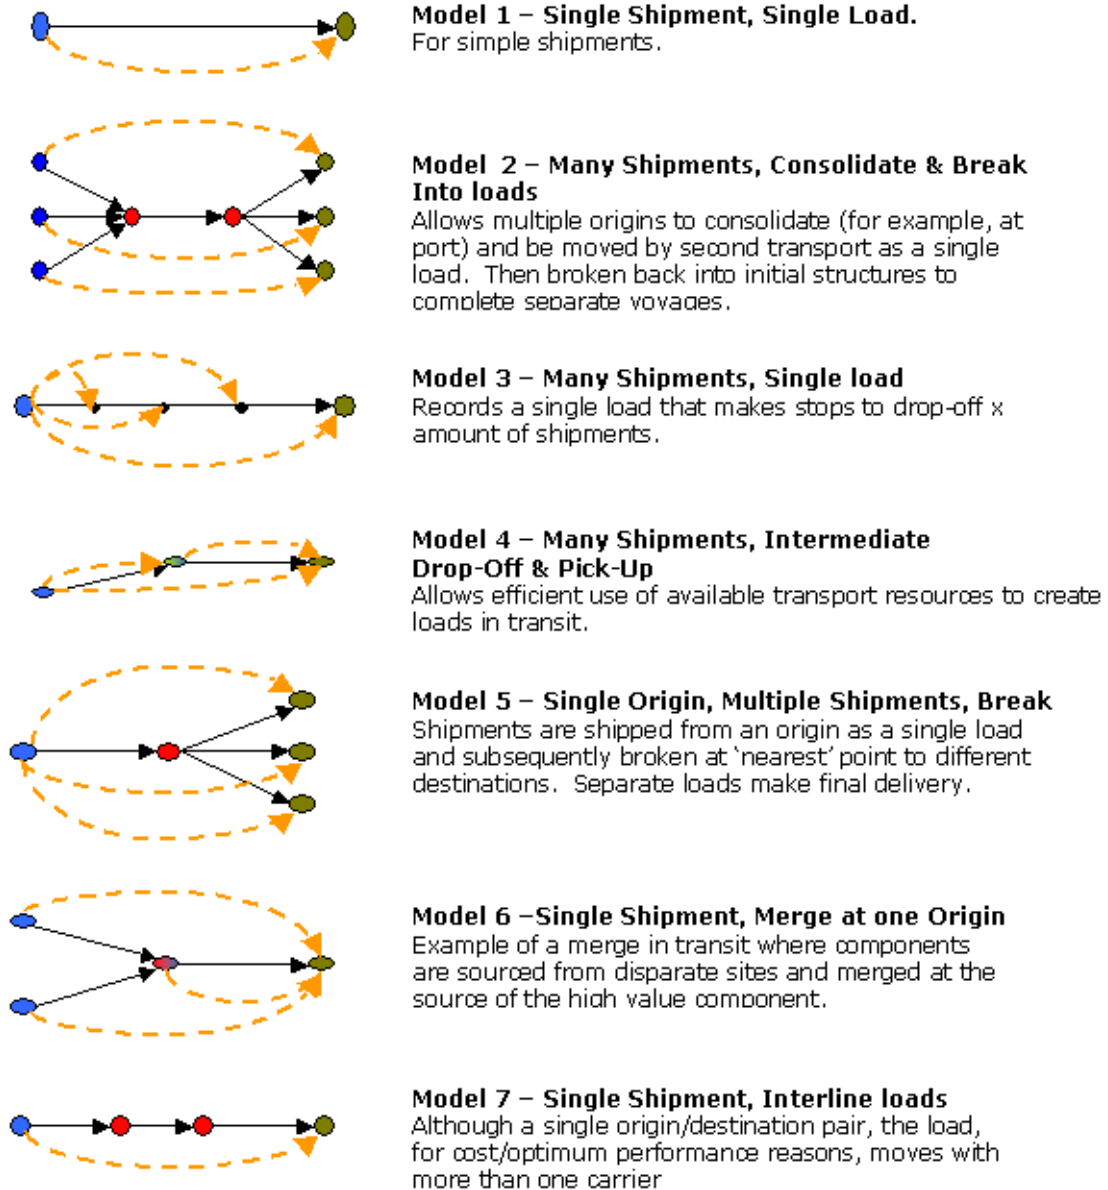 Model 1 – Single Shipment, Single Load.
For simple shipments.
Model 2 – Many Shipments, Consolidate & Break
Into loads
Allows multiple origins to consolidate (for example, at
port) and be moved by second transport as a single
load. Then broken back into initial structures to
complete separate voyages.
Model 3 – Many Shipments, Single load
Records a single load that makes stops to drop-off x
amount of shipments.
Model 4 – Many Shipments, Intermediate
Drop-Off & Pick-Up
Allows efficient use of available transport resources to create
loads in transit.
Model 5 – Single Origin, Multiple Shipments, Break
Shipments are shipped from an origin as a single load
and subsequently broken at ‘nearest’ point to different
destinations. Separate loads make final delivery.
Model 6 –Single Shipment, Merge at one Origin
Example of a merge in transit where components
are sourced from disparate sites and merged at the
source of the high value component.
Model 7 – Single Shipment, Interline loads
Although a single origin/destination pair, the load,
for cost/optimum performance reasons, moves with
more than one carrier